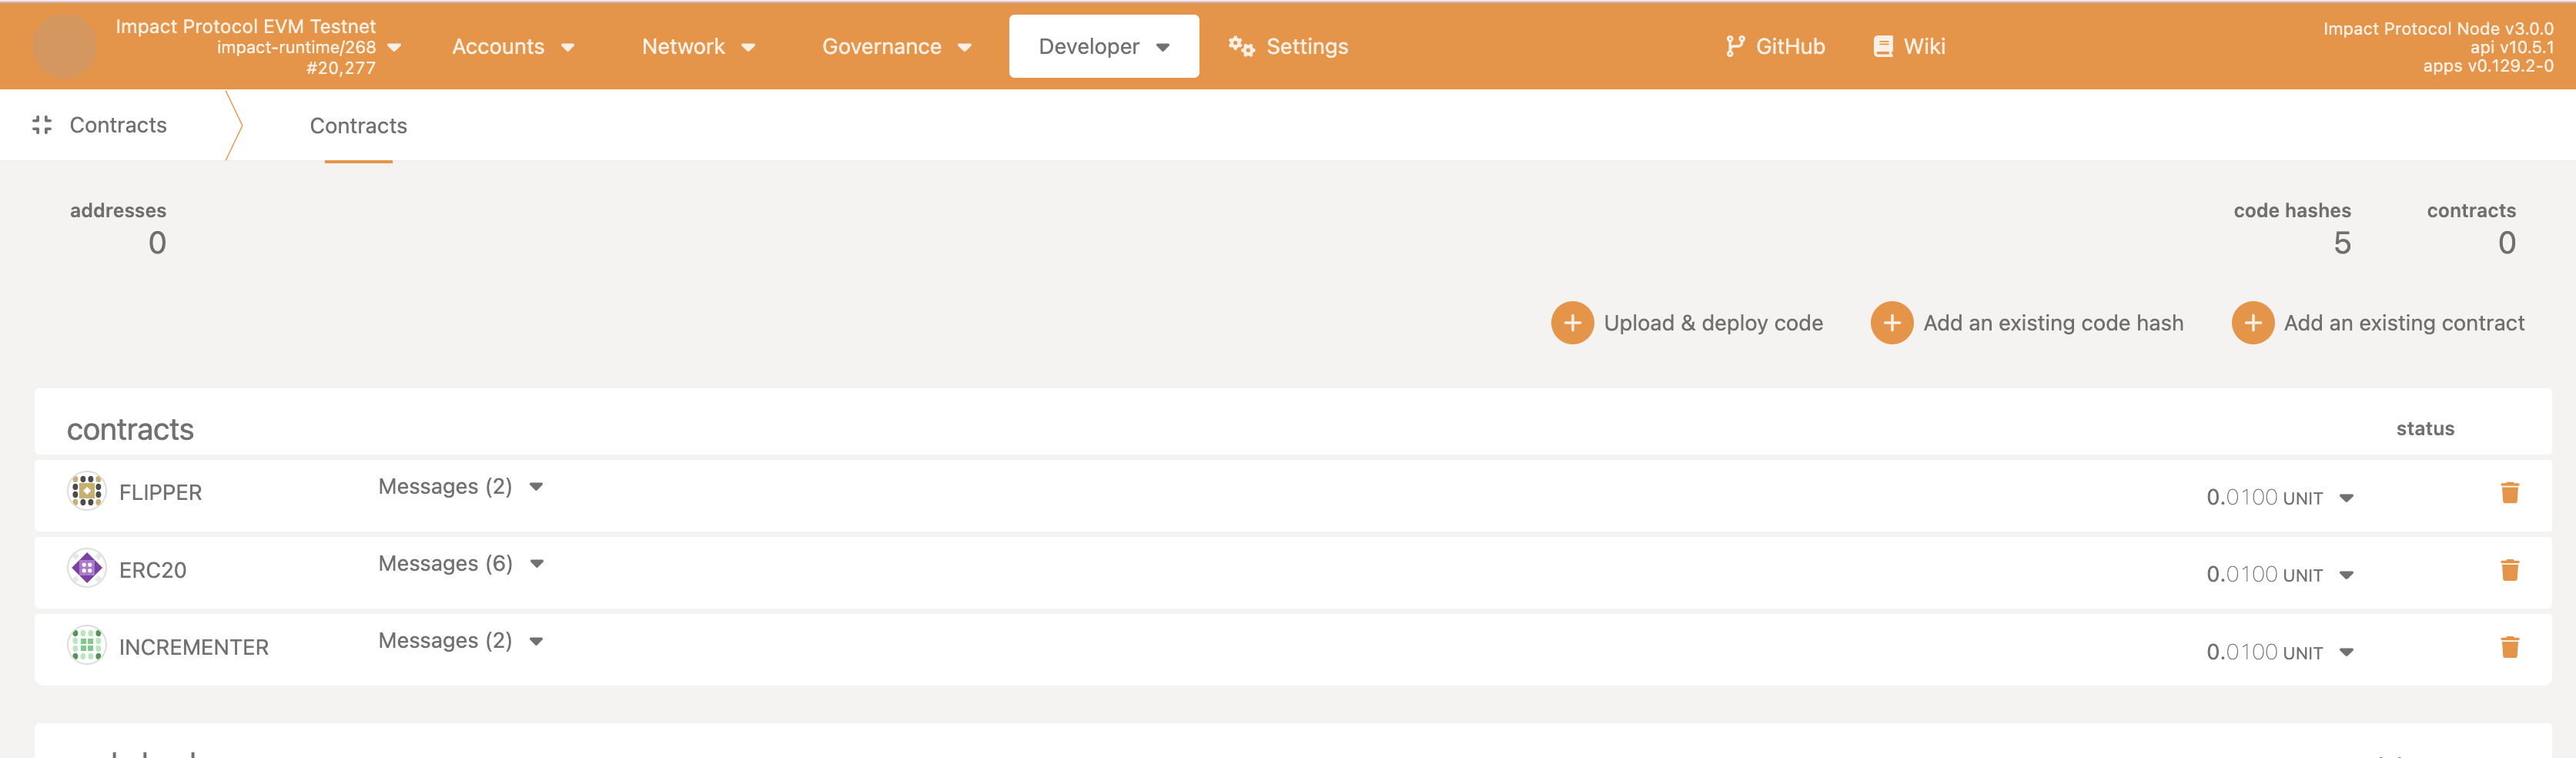 Impact Protocol EVM Testnet
impact-runtime/268
#20,277
Accounts
Network
Governance
Developer
Settings
GitHub
Wiki
Impact Protocol Node v3.0.0
api v10.5.1
apps v0.129.2-0
Contracts
Contracts
addresses
0
code hashes
5
contracts
0
Upload & deploy code
Add an existing code hash
Add an existing contract
contracts
status
FLIPPER
Messages (2)
0.0100 UNIT
ERC20
Messages (6)
0.0100 UNIT
INCREMENTER
Messages (2)
0.0100 UNIT